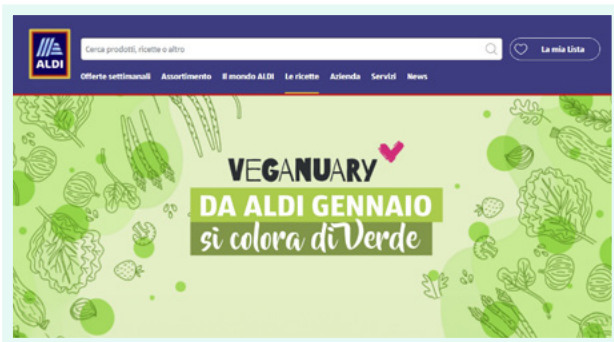 ALDI
Cerca prodotti, ricette o altro
La mia Lista
Offerte settimanali Assortimento Il mondo ALDI Le ricette Azienda Servizi News
VEGANUARY
DA ALDI GENNAIO
si colora di Verde